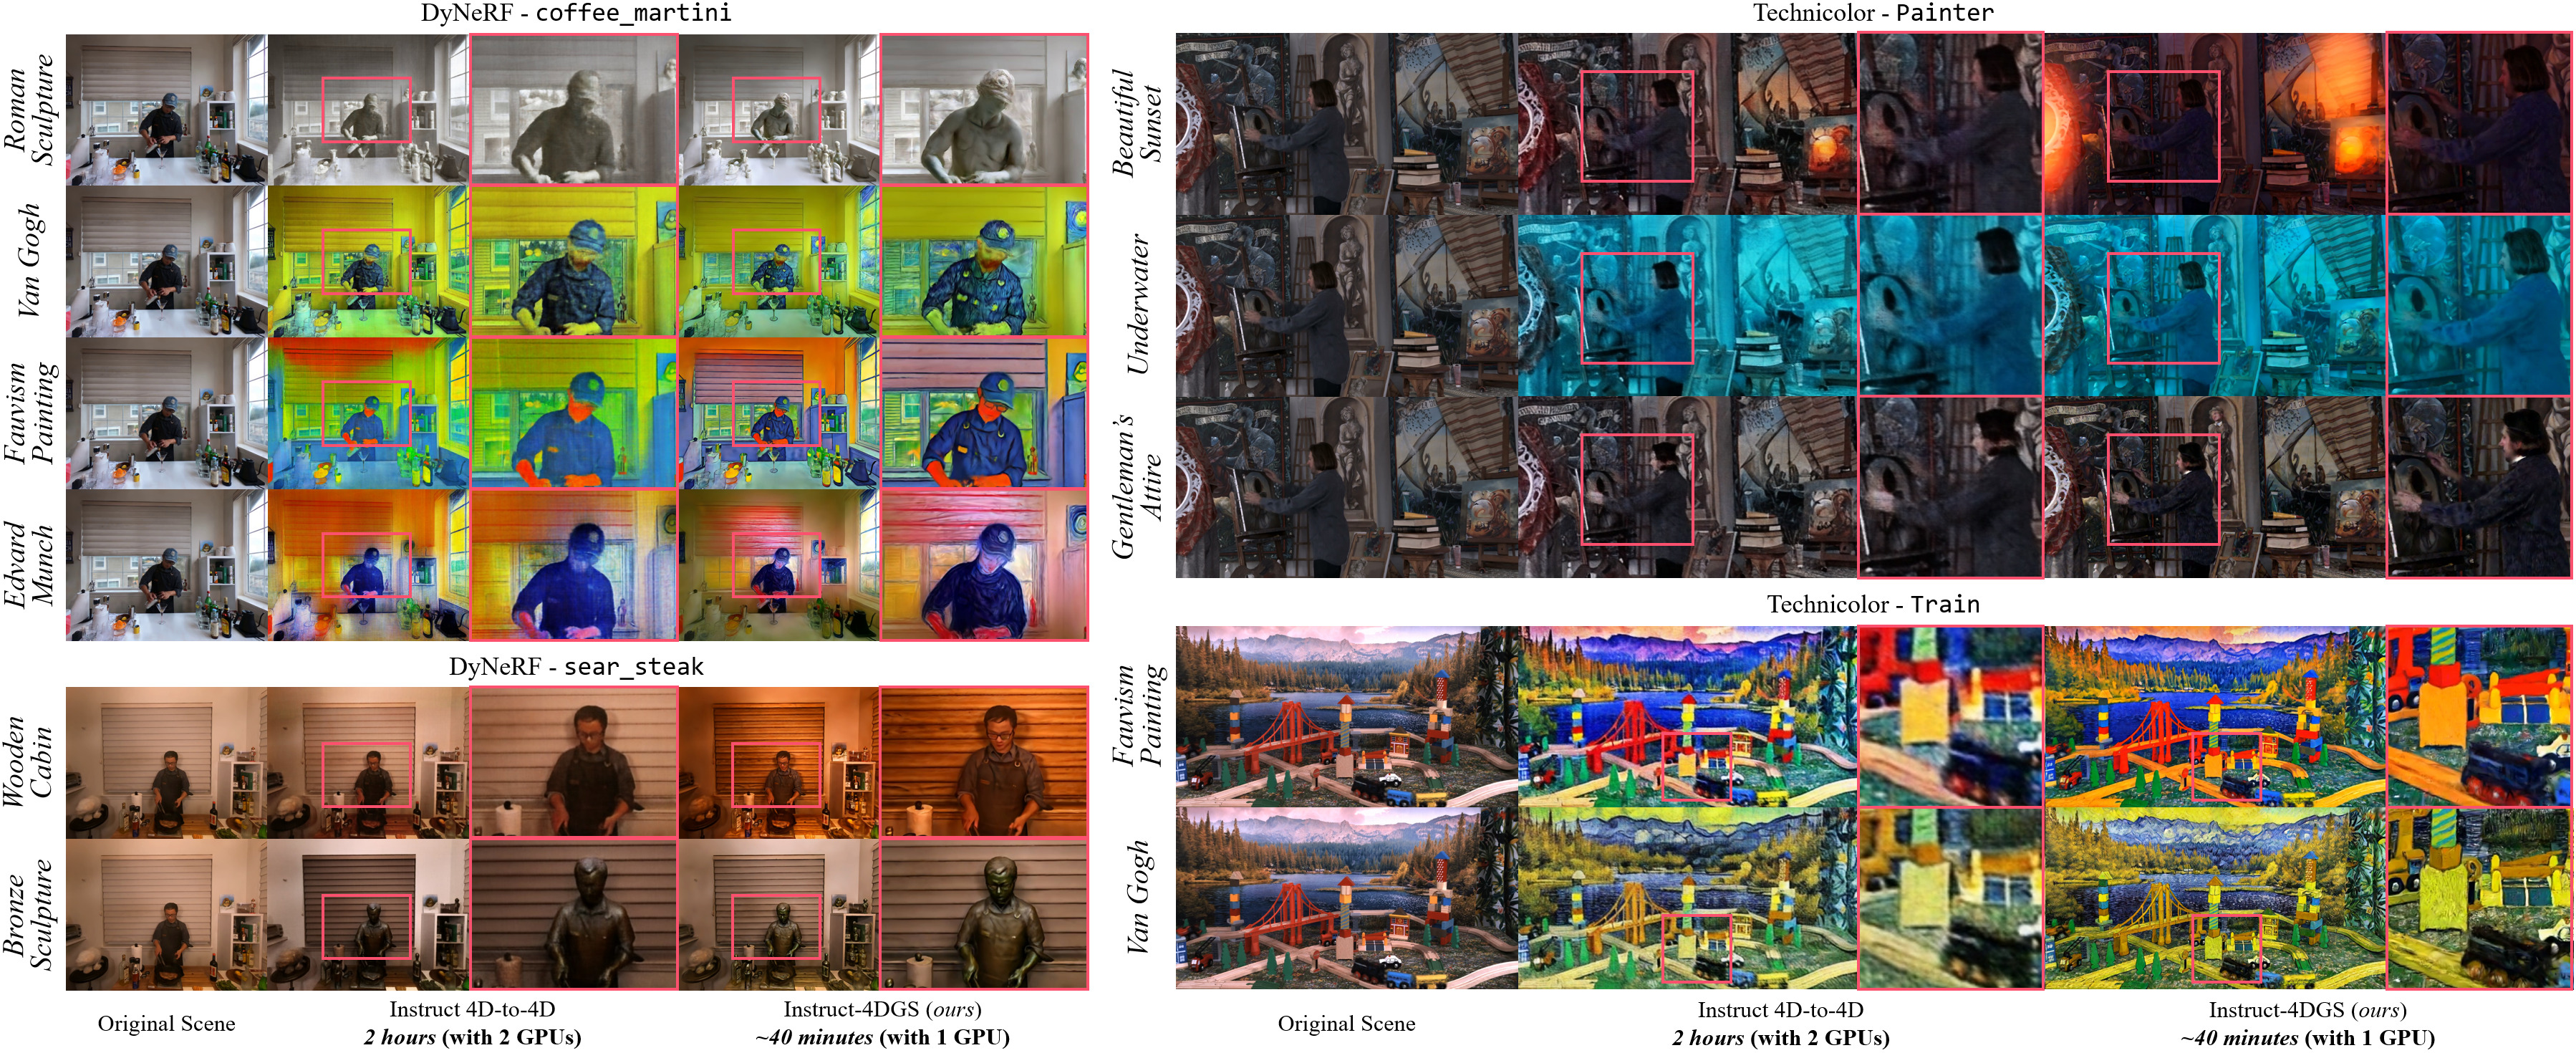 DyNeRF - coffee_martini
Roman
Sculpture
Van Gogh
Fauvism
Painting
Edvard
Munch
DyNeRF - sear_steak
Wooden
Cabin
Bronze
Sculpture
Original Scene
Instruct 4D-to-4D
2 hours (with 2 GPUs)
Instruct-4DGS (ours)
~40 minutes (with 1 GPU)
Technicolor - Painter
Beautiful
Sunset
Underwater
Gentleman's
Attire
Technicolor - Train
Fauvism
Painting
Van Gogh
Original Scene
Instruct 4D-to-4D
2 hours (with 2 GPUs)
Instruct-4DGS (ours)
~40 minutes (with 1 GPU)